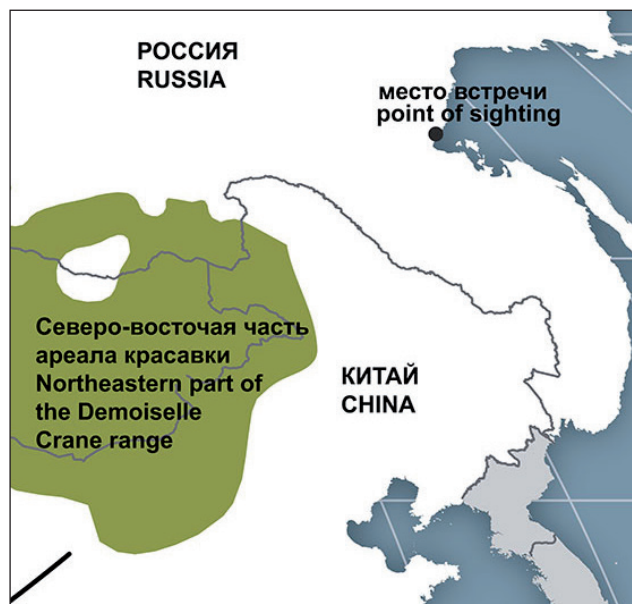 РОССИЯ
RUSSIA
место встречи
point of sighting
Северо-восточая часть
ареала красавки
Northeastern part of
the Demoiselle
Crane range
КИТАЙ
CHINA